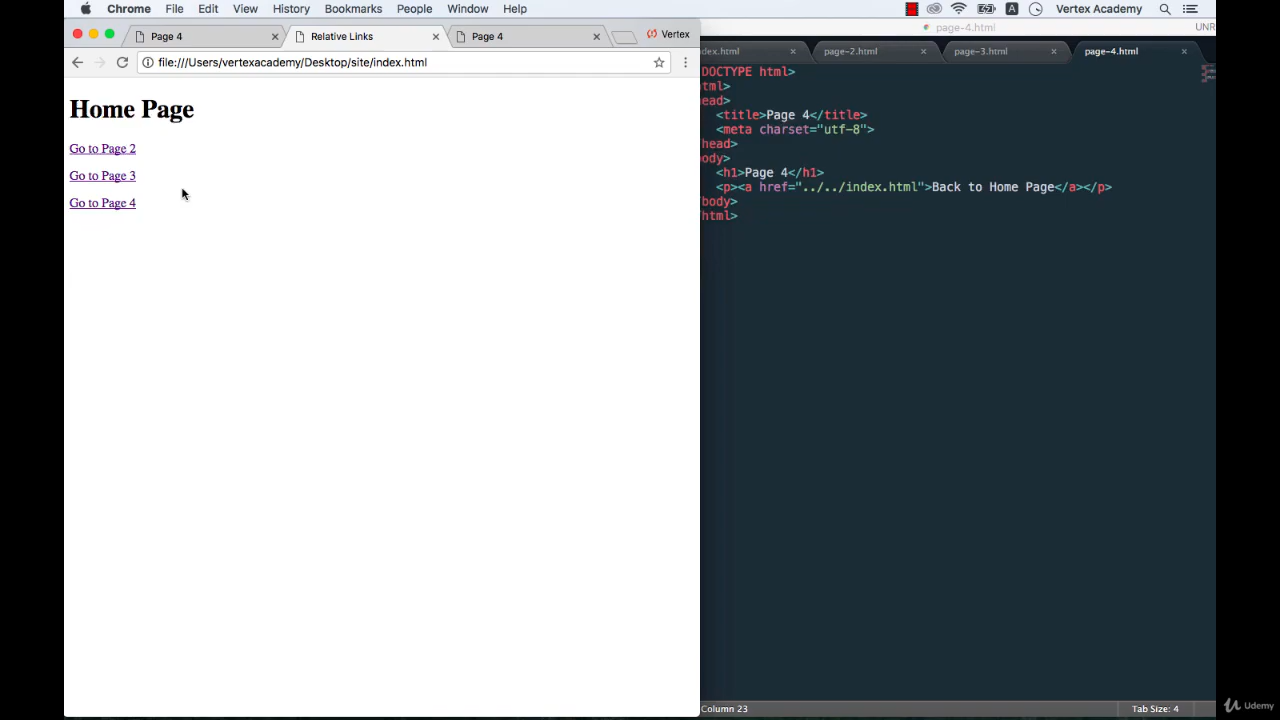 Chrome File Edit View History Bookmarks People Window Help A Vertex Academy
Page 4 Relative Links Page 4 Vertex
file:///Users/vertexacademy/Desktop/site/index.html
Home Page
Go to Page 2
Go to Page 3
Go to Page 4
page-4.html UNR
dex.html page-2.html page-3.html page-4.html
DOCTYPE html>
tml>
ead>
<title>Page 4</title>
<meta charset="utf-8">
head>
ody>
<h1>Page 4</h1>
<p><a href="../../index.html">Back to Home Page</a></p>
/body>
/html>
Column 23 Tab Size: 4
Udemy